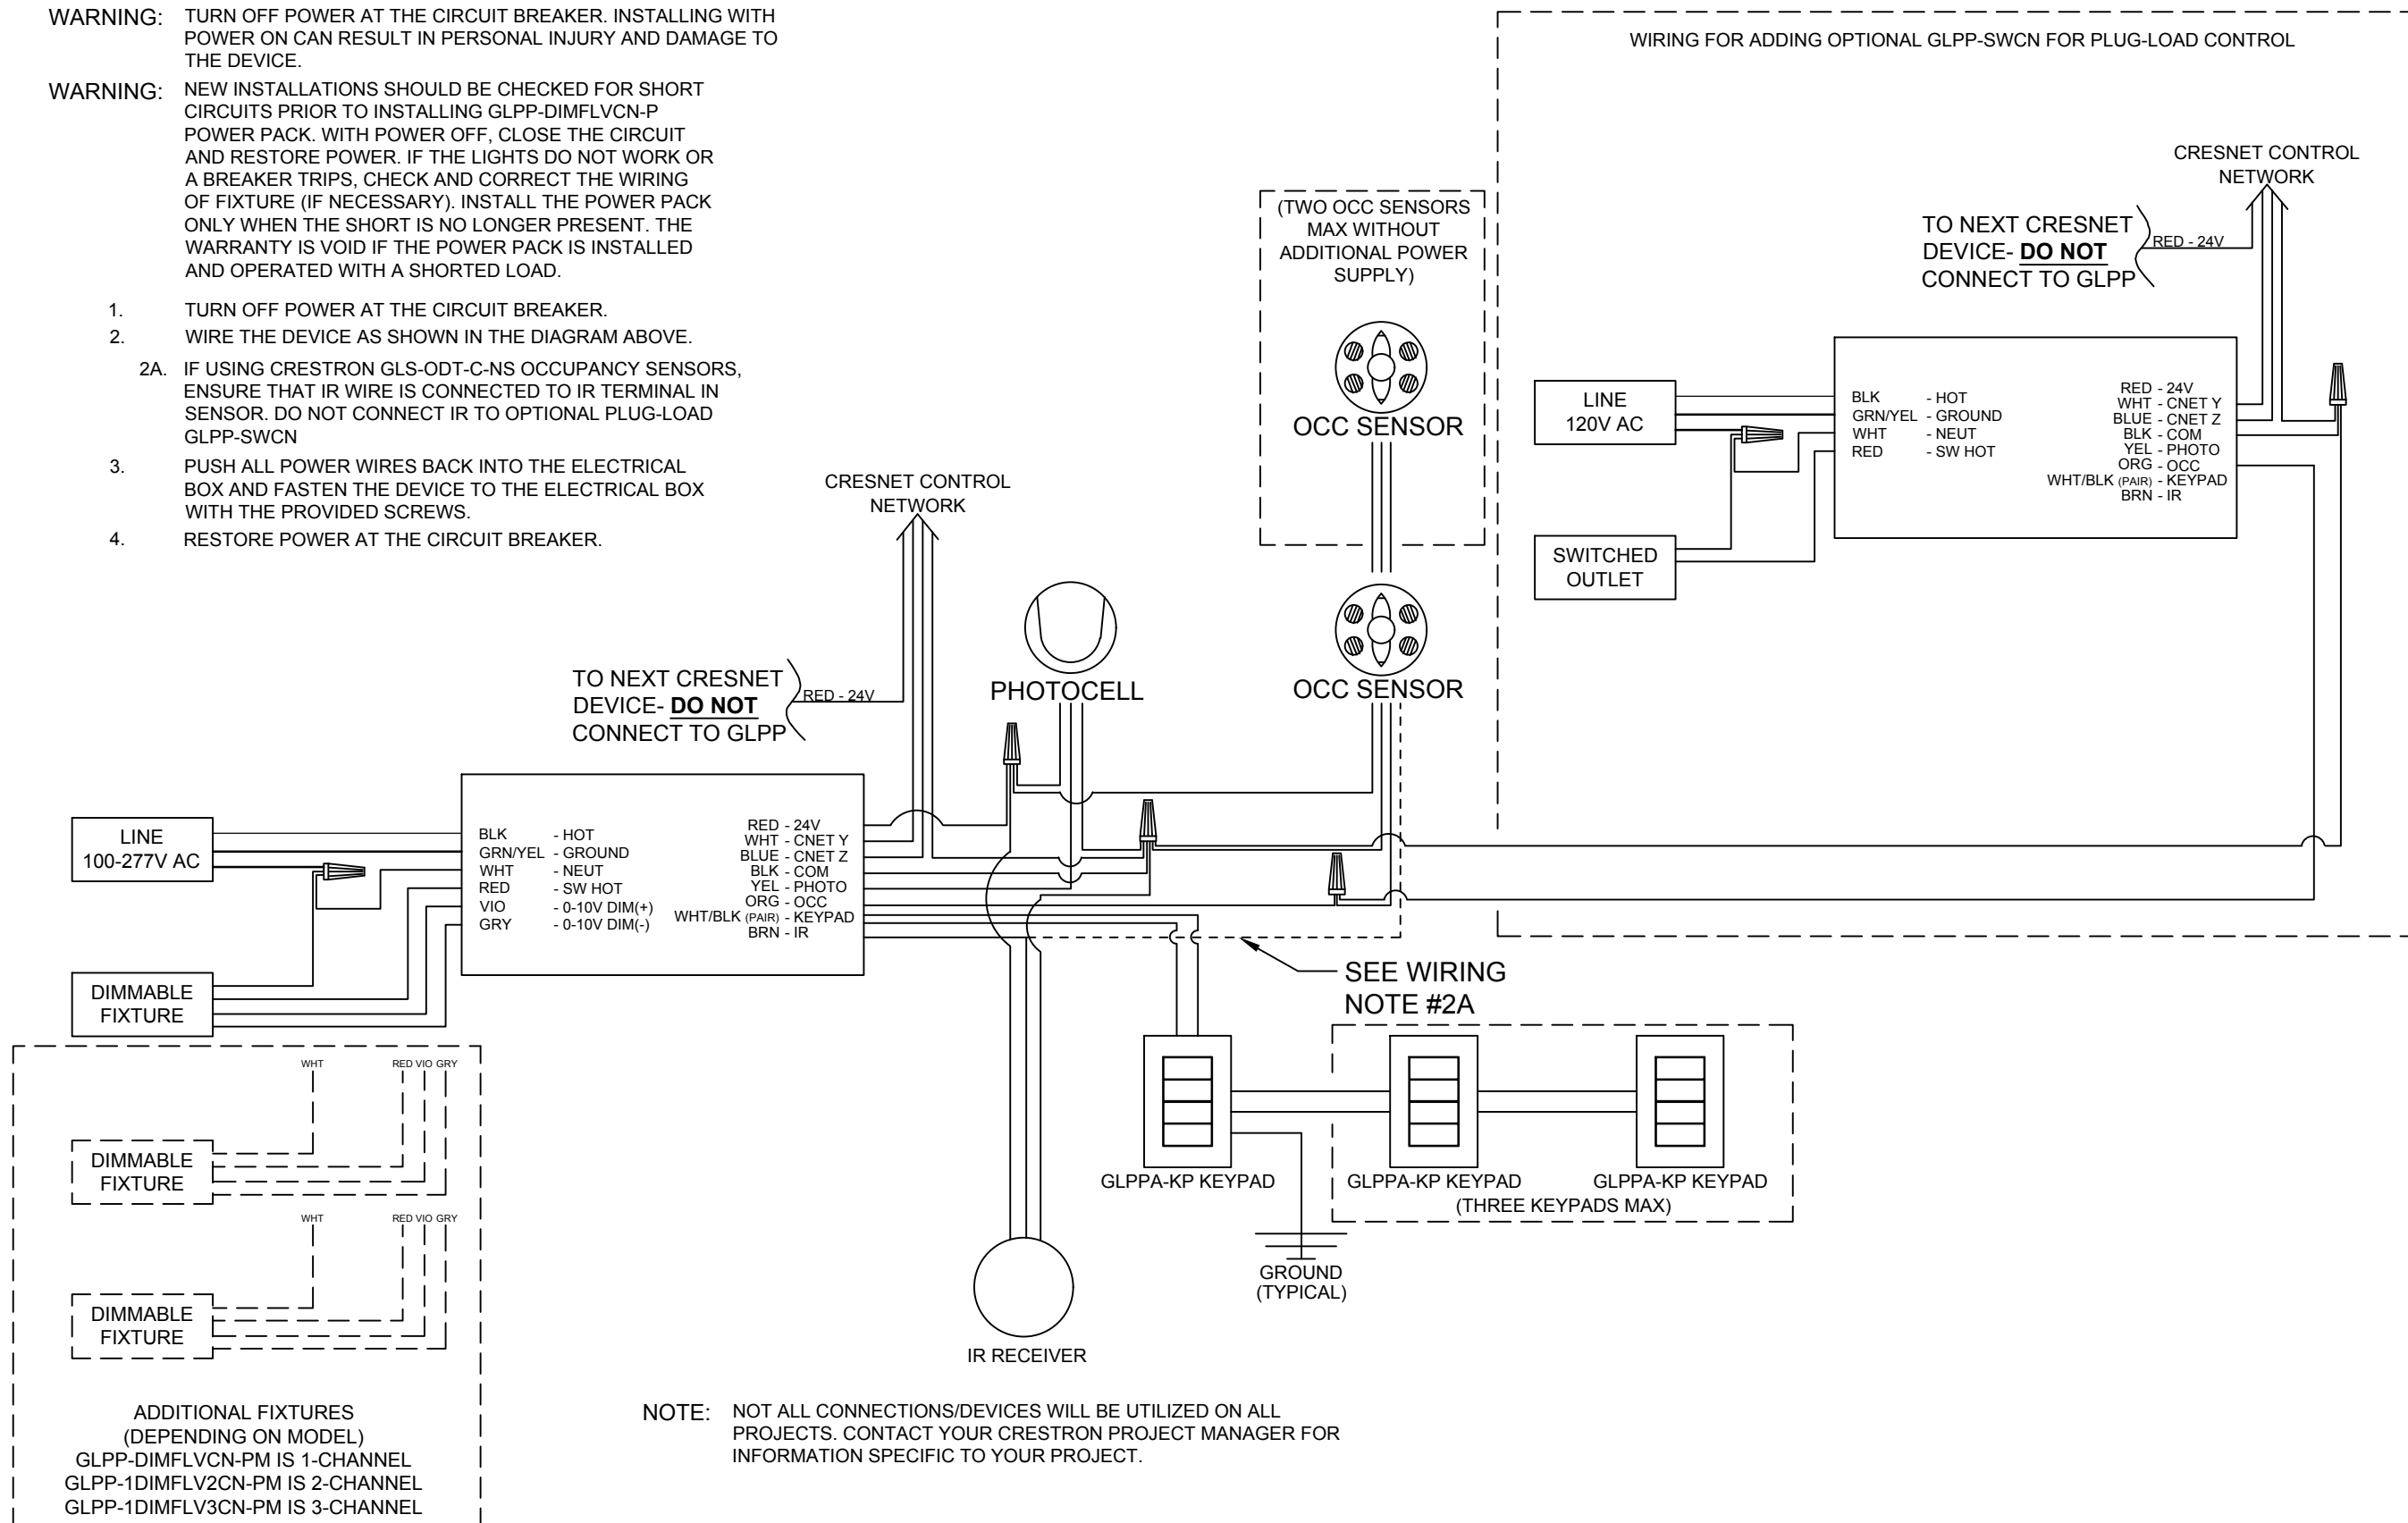 WARNING: TURN OFF POWER AT THE CIRCUIT BREAKER. INSTALLING WITH
POWER ON CAN RESULT IN PERSONAL INJURY AND DAMAGE TO
THE DEVICE.
WARNING: NEW INSTALLATIONS SHOULD BE CHECKED FOR SHORT
CIRCUITS PRIOR TO INSTALLING GLPP-DIMFLVCN-P
POWER PACK. WITH POWER OFF, CLOSE THE CIRCUIT
AND RESTORE POWER. IF THE LIGHTS DO NOT WORK OR
A BREAKER TRIPS, CHECK AND CORRECT THE WIRING
OF FIXTURE (IF NECESSARY). INSTALL THE POWER PACK
ONLY WHEN THE SHORT IS NO LONGER PRESENT. THE
WARRANTY IS VOID IF THE POWER PACK IS INSTALLED
AND OPERATED WITH A SHORTED LOAD.
1. TURN OFF POWER AT THE CIRCUIT BREAKER.
2. WIRE THE DEVICE AS SHOWN IN THE DIAGRAM ABOVE.
2A. IF USING CRESTRON GLS-ODT-C-NS OCCUPANCY SENSORS,
ENSURE THAT IR WIRE IS CONNECTED TO IR TERMINAL IN
SENSOR. DO NOT CONNECT IR TO OPTIONAL PLUG-LOAD
GLPP-SWCN
3. PUSH ALL POWER WIRES BACK INTO THE ELECTRICAL
BOX AND FASTEN THE DEVICE TO THE ELECTRICAL BOX
WITH THE PROVIDED SCREWS.
4. RESTORE POWER AT THE CIRCUIT BREAKER.
WIRING FOR ADDING OPTIONAL GLPP-SWCN FOR PLUG-LOAD CONTROL
CRESNET CONTROL
NETWORK
TO NEXT CRESNET
DEVICE- DO NOT
CONNECT TO GLPP
RED - 24V
LINE
120V AC
SWITCHED
OUTLET
BLK - HOT
GRN/YEL - GROUND
WHT - NEUT
RED - SW HOT
RED - 24V
WHT - CNET Y
BLUE - CNET Z
BLK - COM
YEL - PHOTO
ORG - OCC
WHT/BLK (PAIR) - KEYPAD
BRN - IR
(TWO OCC SENSORS
MAX WITHOUT
ADDITIONAL POWER
SUPPLY)
OCC SENSOR
OCC SENSOR
PHOTOCELL
CRESNET CONTROL
NETWORK
TO NEXT CRESNET
DEVICE- DO NOT
CONNECT TO GLPP
RED - 24V
LINE
100-277V AC
DIMMABLE
FIXTURE
BLK - HOT
GRN/YEL - GROUND
WHT - NEUT
RED - SW HOT
VIO - 0-10V DIM(+)
GRY - 0-10V DIM(-)
RED - 24V
WHT - CNET Y
BLUE - CNET Z
BLK - COM
YEL - PHOTO
ORG - OCC
WHT/BLK (PAIR) - KEYPAD
BRN - IR
SEE WIRING
NOTE #2A
WHT RED VIO GRY
DIMMABLE
FIXTURE
WHT RED VIO GRY
DIMMABLE
FIXTURE
ADDITIONAL FIXTURES
(DEPENDING ON MODEL)
GLPP-DIMFLVCN-PM IS 1-CHANNEL
GLPP-1DIMFLV2CN-PM IS 2-CHANNEL
GLPP-1DIMFLV3CN-PM IS 3-CHANNEL
GLPPA-KP KEYPAD
GLPPA-KP KEYPAD
GLPPA-KP KEYPAD
(THREE KEYPADS MAX)
GROUND
(TYPICAL)
IR RECEIVER
NOTE: NOT ALL CONNECTIONS/DEVICES WILL BE UTILIZED ON ALL
PROJECTS. CONTACT YOUR CRESTRON PROJECT MANAGER FOR
INFORMATION SPECIFIC TO YOUR PROJECT.